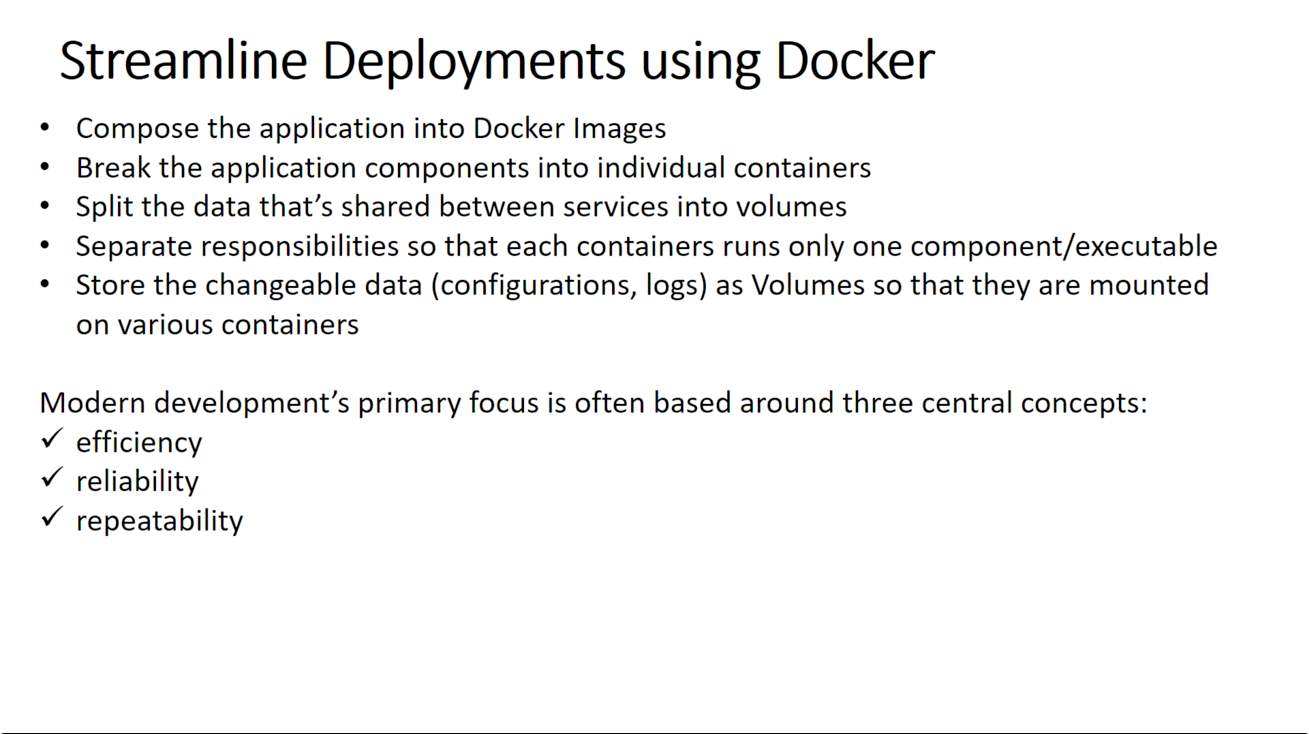 Streamline Deployments using Docker
• Compose the application into Docker Images
• Break the application components into individual containers
• Split the data that’s shared between services into volumes
• Separate responsibilities so that each containers runs only one component/executable
• Store the changeable data (configurations, logs) as Volumes so that they are mounted
on various containers
Modern development’s primary focus is often based around three central concepts:
✓ efficiency
✓ reliability
✓ repeatability